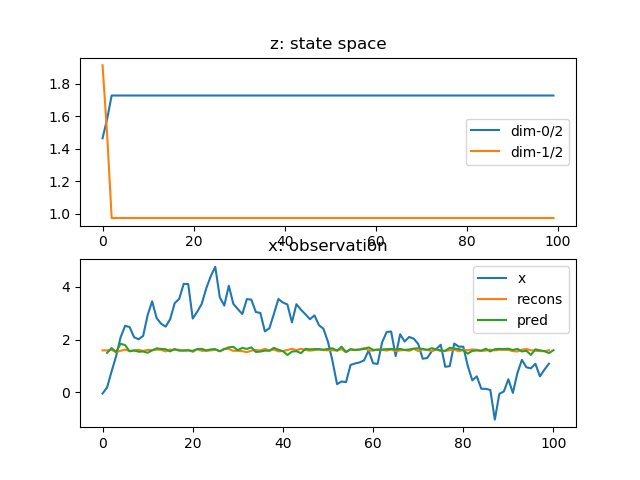 z: state space
1.8
1.6
1.4
1.2
1.0
dim-0/2
dim-1/2
0 20 40 60 80 100
x: observation
4
2
0
x
recons
pred
0 20 40 60 80 100